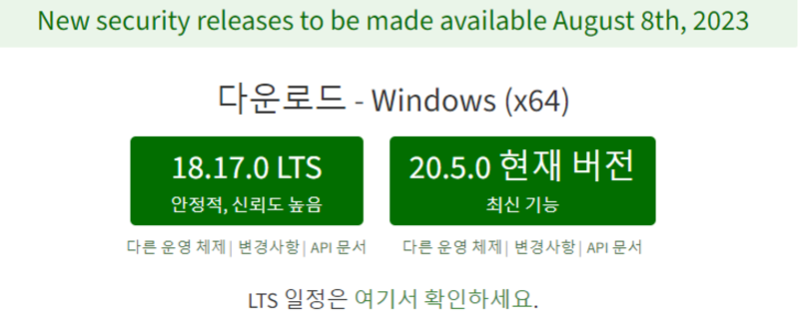 New security releases to be made available August 8th, 2023
다운로드 - Windows (x64)
18.17.0 LTS
안정적, 신뢰도 높음
다른 운영 체제| 변경사항| API 문서
20.5.0 현재 버전
최신 기능
다른 운영 체제| 변경사항| API 문서
LTS 일정은 여기서 확인하세요.